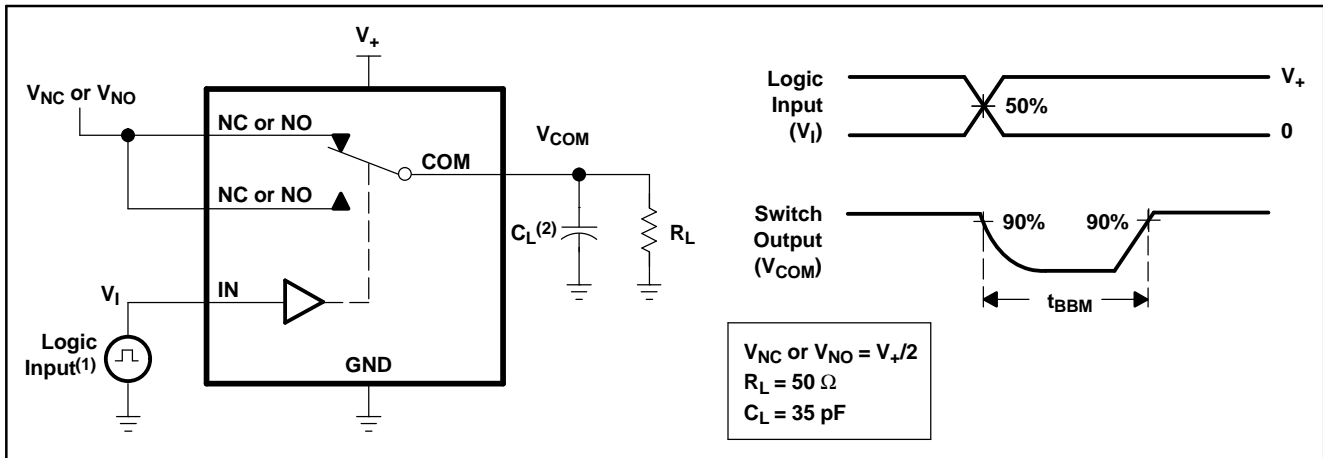 V+
VNC or VNO
NC or NO
VCOM
COM
NC or NO
CL(2)
RL
VI
IN
Logic
Input(1)
GND
Logic
Input
(VI)
V+
50%
0
Switch
Output
(VCOM)
90%
90%
tBBM
VNC or VNO = V+/2
RL = 50 Ω
CL = 35 pF